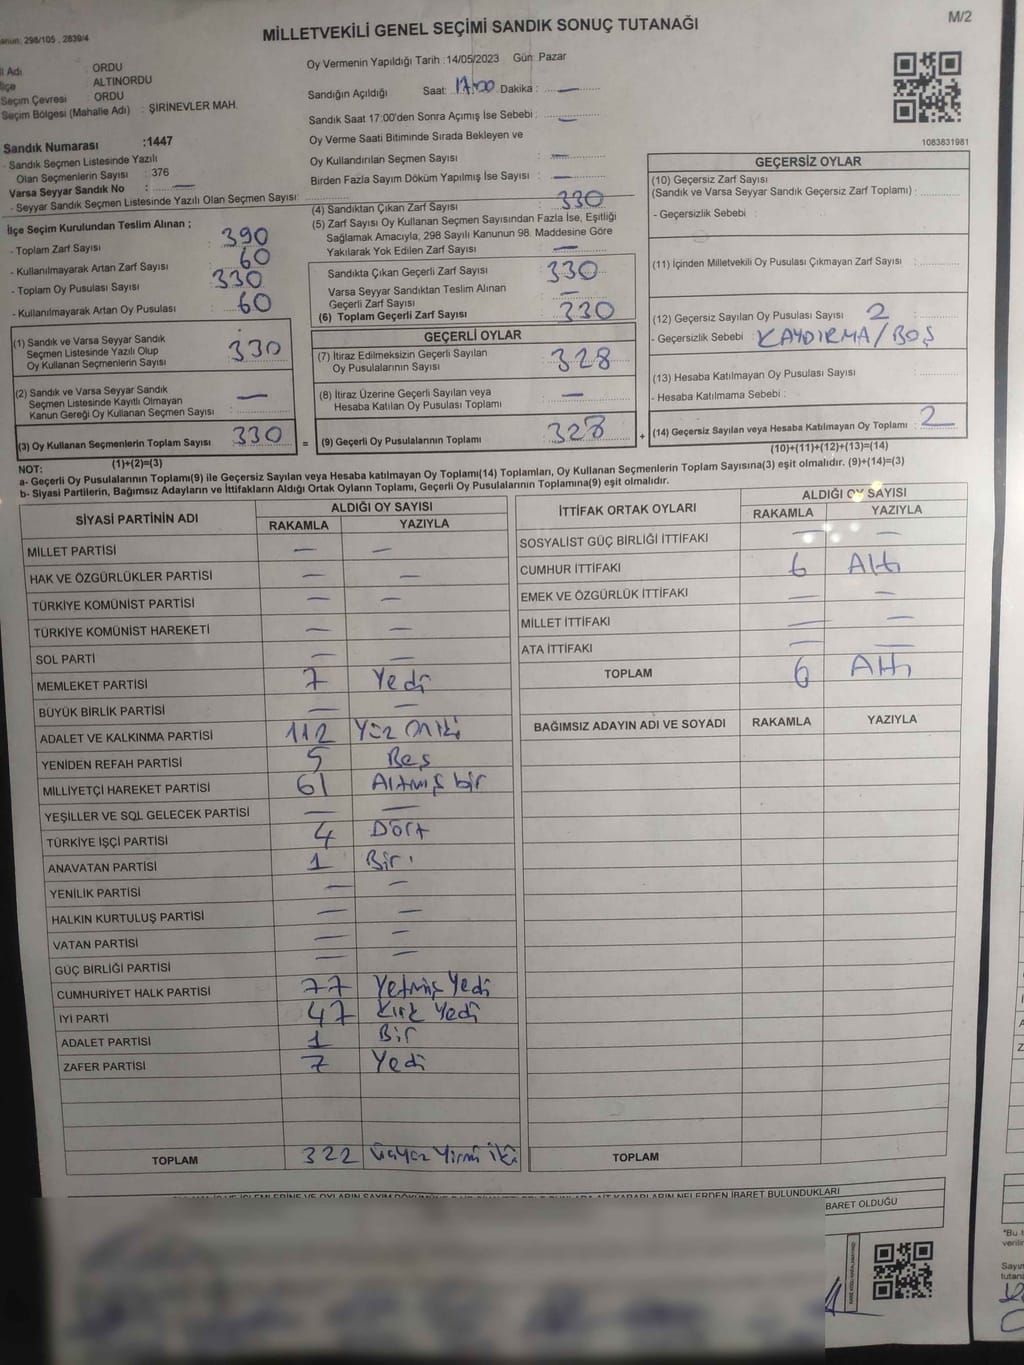 MİLLETVEKİLİ GENEL SEÇİMİ SANDIK SONUÇ TUTANAĞI
M/2
anun: 298/105 , 2839/4
İl Adı : ORDU
İlçe : ALTINORDU
Seçim Çevresi : ORDU
Seçim Bölgesi (Mahalle Adı) : ŞİRİNEVLER MAH.
Sandık Numarası :1447
- Sandık Seçmen Listesinde Yazılı
Olan Seçmenlerin Sayısı : 376
Varsa Seyyar Sandık No : —
- Seyyar Sandık Seçmen Listesinde Yazılı Olan Seçmen Sayısı:
Oy Vermenin Yapıldığı Tarih :14/05/2023 Gün: Pazar
Sandığın Açıldığı Saat: 17:00 Dakika : —
Sandık Saat 17:00'den Sonra Açımış İse Sebebi : —
Oy Verme Saati Bitiminde Sırada Bekleyen ve
Oy Kullandırılan Seçmen Sayısı : —
Birden Fazla Sayım Döküm Yapılmış İse Sayısı : —
1083831981
İlçe Seçim Kurulundan Teslim Alınan ;
- Toplam Zarf Sayısı : 390
- Kullanılmayarak Artan Zarf Sayısı : 60
- Toplam Oy Pusulası Sayısı : 330
- Kullanılmayarak Artan Oy Pusulası : 60
(1) Sandık ve Varsa Seyyar Sandık
Seçmen Listesinde Yazılı Olup
Oy Kullanan Seçmenlerin Sayısı : 330
(2) Sandık ve Varsa Seyyar Sandık
Seçmen Listesinde Kayıtlı Olmayan
Kanun Gereği Oy Kullanan Seçmen Sayısı : —
(3) Oy Kullanan Seçmenlerin Toplam Sayısı : 330
(1)+(2)=(3)
(4) Sandıktan Çıkan Zarf Sayısı : 330
(5) Zarf Sayısı Oy Kullanan Seçmen Sayısından Fazla İse, Eşitliği
Sağlamak Amacıyla, 298 Sayılı Kanunun 98. Maddesine Göre
Yakılarak Yok Edilen Zarf Sayısı : —
Sandıkta Çıkan Geçerli Zarf Sayısı : 330
Varsa Seyyar Sandıktan Teslim Alınan
Geçerli Zarf Sayısı : —
(6) Toplam Geçerli Zarf Sayısı : 330
GEÇERLİ OYLAR
(7) İtiraz Edilmeksizin Geçerli Sayılan
Oy Pusulalarının Sayısı : 328
(8) İtiraz Üzerine Geçerli Sayılan veya
Hesaba Katılan Oy Pusulası Toplamı : —
= (9) Geçerli Oy Pusulalarının Toplamı : 328
GEÇERSİZ OYLAR
(10) Geçersiz Zarf Sayısı
(Sandık ve Varsa Seyyar Sandık Geçersiz Zarf Toplamı) :
- Geçersizlik Sebebi :
(11) İçinden Milletvekili Oy Pusulası Çıkmayan Zarf Sayısı :
(12) Geçersiz Sayılan Oy Pusulası Sayısı : 2
- Geçersizlik Sebebi : KAYDIRMA/BOŞ
(13) Hesaba Katılmayan Oy Pusulası Sayısı :
- Hesaba Katılmama Sebebi :
+ (14) Geçersiz Sayılan veya Hesaba Katılmayan Oy Toplamı : 2
(10)+(11)+(12)+(13)=(14)
NOT:
a- Geçerli Oy Pusulalarının Toplamı(9) ile Geçersiz Sayılan veya Hesaba katılmayan Oy Toplamı(14) Toplamları, Oy Kullanan Seçmenlerin Toplam Sayısına(3) eşit olmalıdır. (9)+(14)=(3)
b- Siyasi Partilerin, Bağımsız Adayların ve İttifakların Aldığı Ortak Oyların Toplamı, Geçerli Oy Pusulalarının Toplamına(9) eşit olmalıdır.
SİYASİ PARTİNİN ADI ALDIĞI OY SAYISI
RAKAMLA YAZIYLA
MİLLET PARTİSİ — —
HAK VE ÖZGÜRLÜKLER PARTİSİ — —
TÜRKİYE KOMÜNİST PARTİSİ — —
TÜRKİYE KOMÜNİST HAREKETİ — —
SOL PARTİ — —
MEMLEKET PARTİSİ 7 Yedi
BÜYÜK BİRLİK PARTİSİ — —
ADALET VE KALKINMA PARTİSİ 112 Yüz Oniki
YENİDEN REFAH PARTİSİ 5 Beş
MİLLİYETÇİ HAREKET PARTİSİ 61 Altmış bir
YEŞİLLER VE SOL GELECEK PARTİSİ — —
TÜRKİYE İŞÇİ PARTİSİ 4 Dört
ANAVATAN PARTİSİ 1 Bir
YENİLİK PARTİSİ — —
HALKIN KURTULUŞ PARTİSİ — —
VATAN PARTİSİ — —
GÜÇ BİRLİĞİ PARTİSİ — —
CUMHURİYET HALK PARTİSİ 77 Yetmiş Yedi
İYİ PARTİ 47 Kırk Yedi
ADALET PARTİSİ 1 Bir
ZAFER PARTİSİ 7 Yedi
TOPLAM 322 Üçyüz Yirmi İki
İTTİFAK ORTAK OYLARI ALDIĞI OY SAYISI
RAKAMLA YAZIYLA
SOSYALİST GÜÇ BİRLİĞİ İTTİFAKI — —
CUMHUR İTTİFAKI 6 Altı
EMEK VE ÖZGÜRLÜK İTTİFAKI — —
MİLLET İTTİFAKI — —
ATA İTTİFAKI — —
TOPLAM 6 Altı
BAĞIMSIZ ADAYIN ADI VE SOYADI RAKAMLA YAZIYLA
TOPLAM
KARARLARIN NELERDEN İBARET BULUNDUKLARI
BARET OLDUĞU
"Bu t
verilir
Sayın
tutana